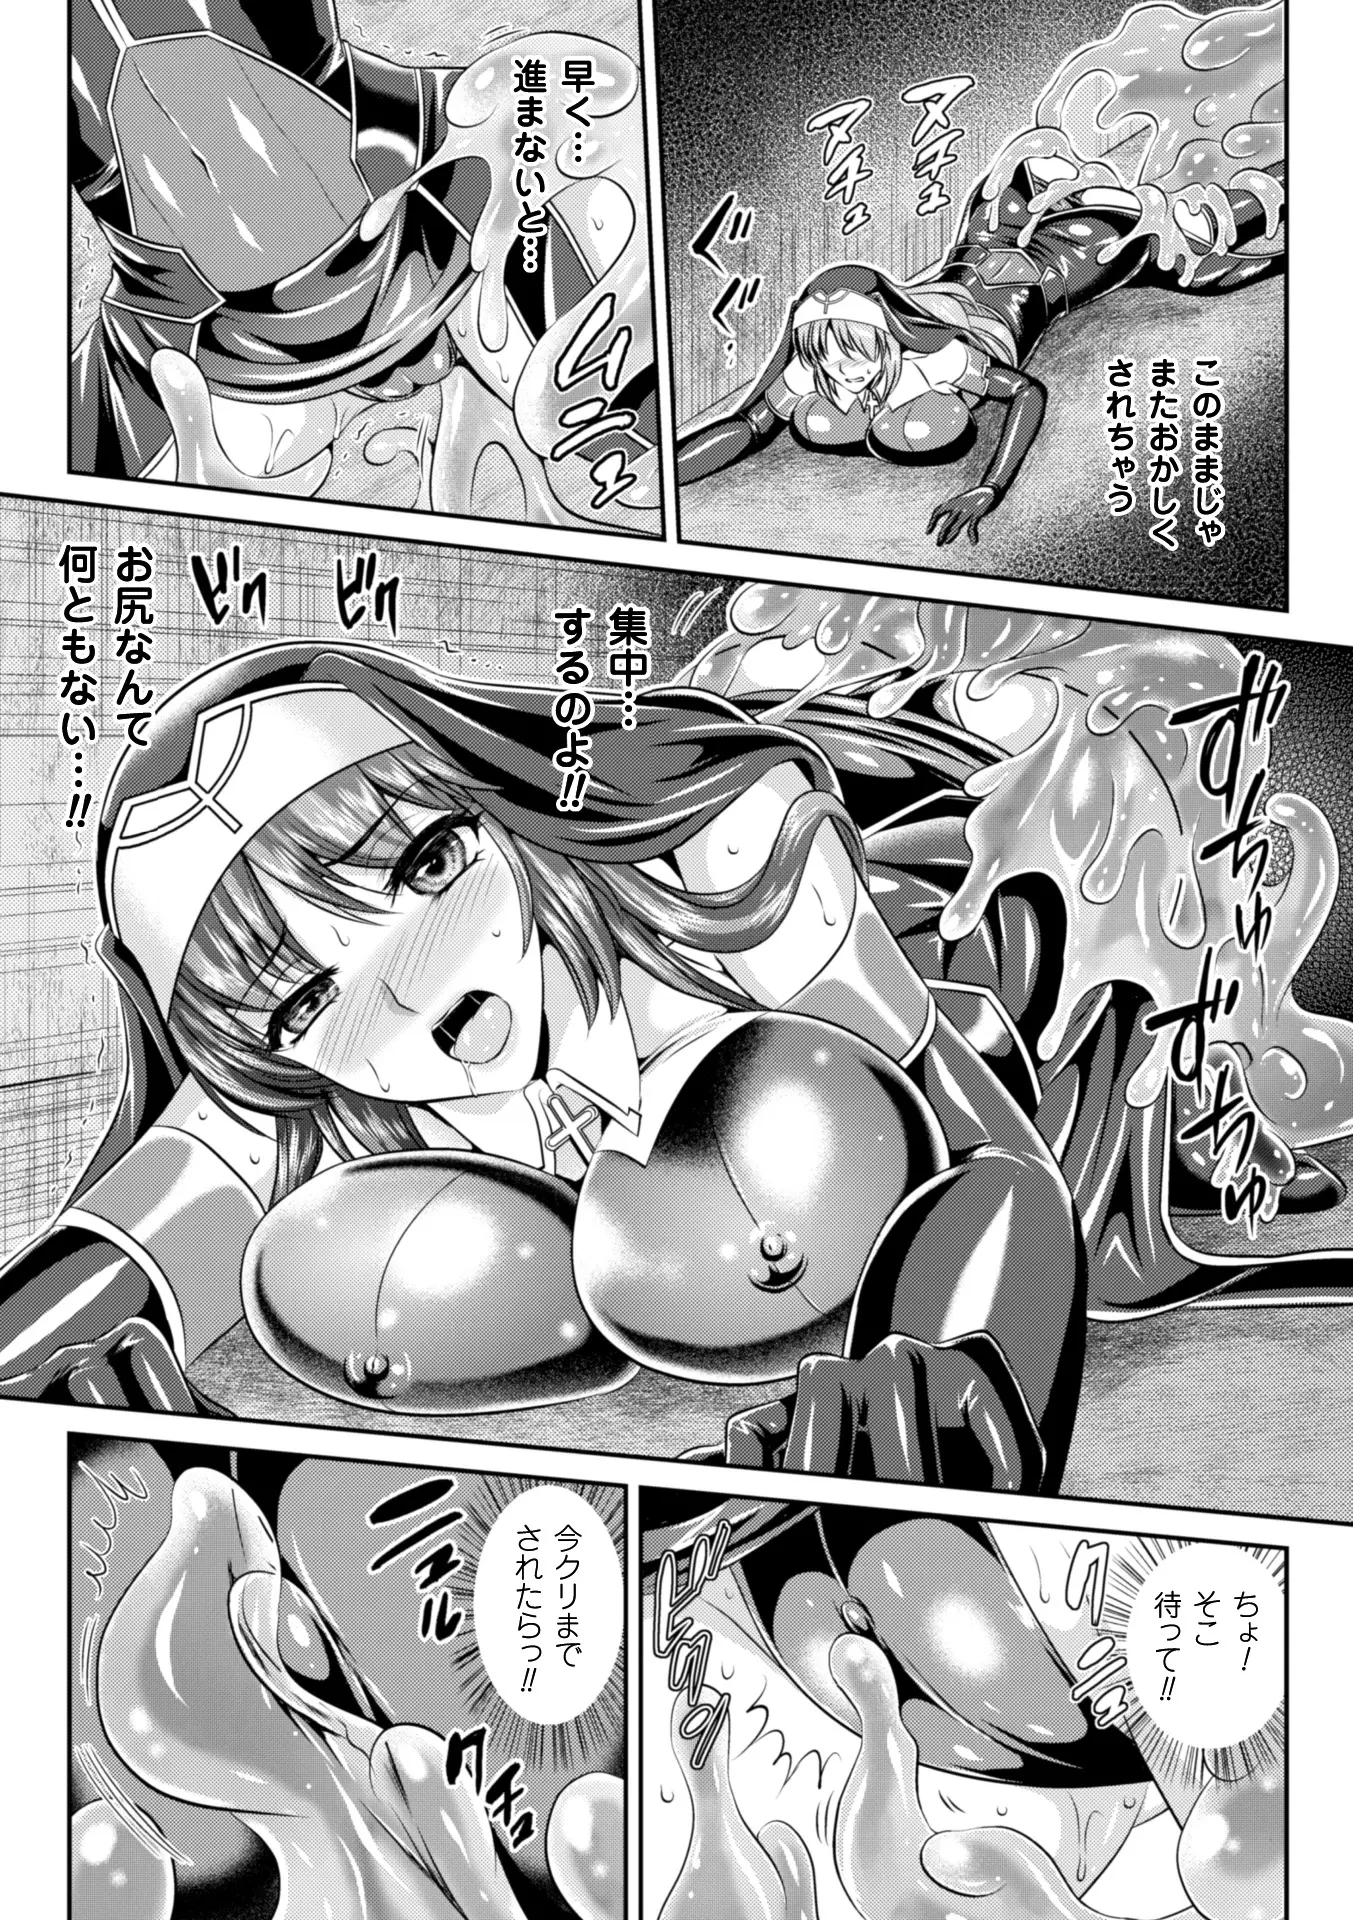 このままじゃ
またおかしく
されちゃう
ヌチュ
ヌチュ
ぐぐ
早く…
進まないと…
ムニュ
集中…
するのよ!!
お尻なんて
何ともない…!!
ビク
ビク
ずちゅ
ずちゅ
ちょ!
そこ
待って!!
今クリまで
されたらっ!!
ニュル
クチュ